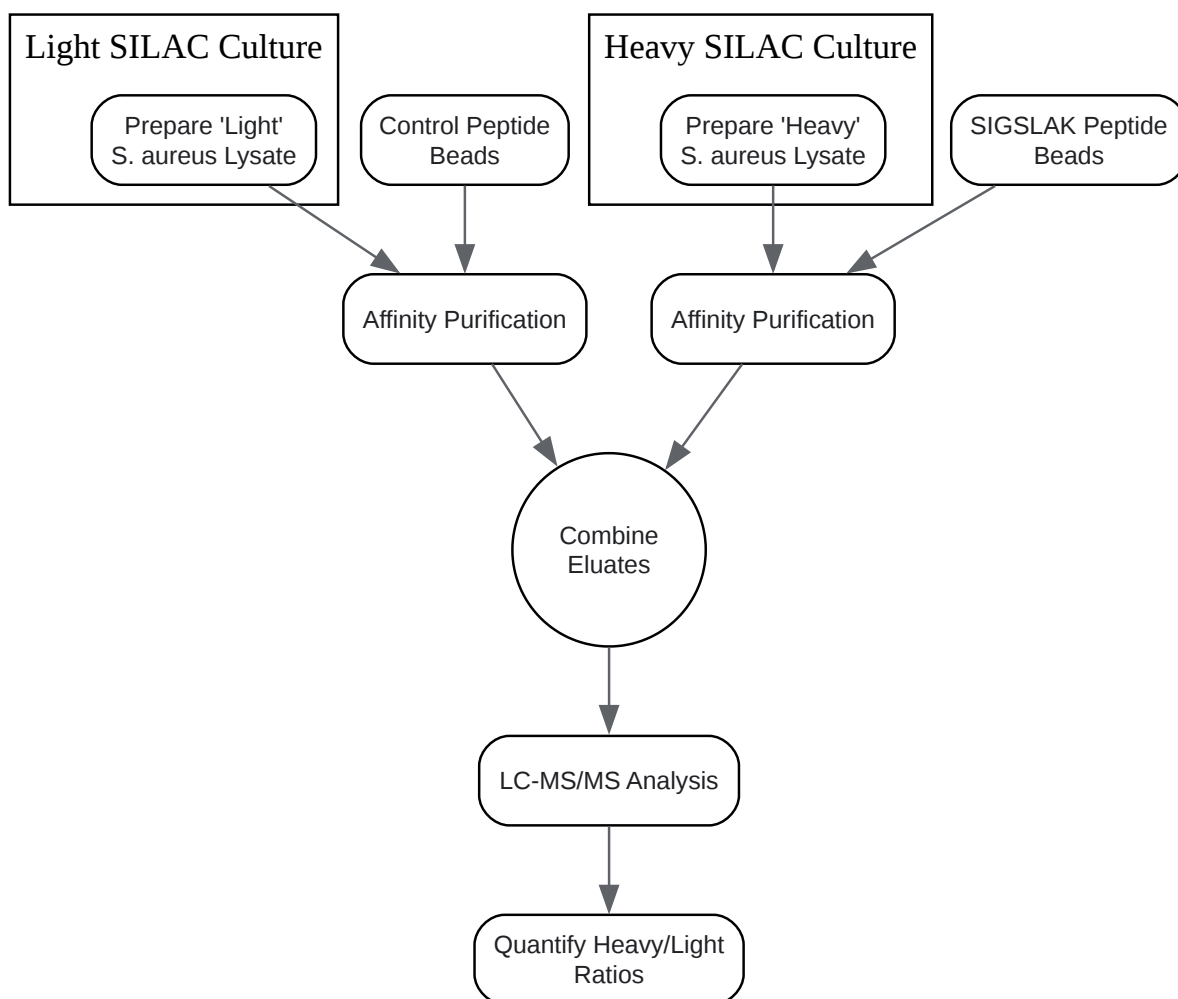 Light SILAC Culture
Heavy SILAC Culture
Prepare 'Light'
S. aureus Lysate
Control Peptide
Beads
Prepare 'Heavy'
S. aureus Lysate
SIGSLAK Peptide
Beads
Affinity Purification
Affinity Purification
Combine
Eluates
LC-MS/MS Analysis
Quantify Heavy/Light
Ratios